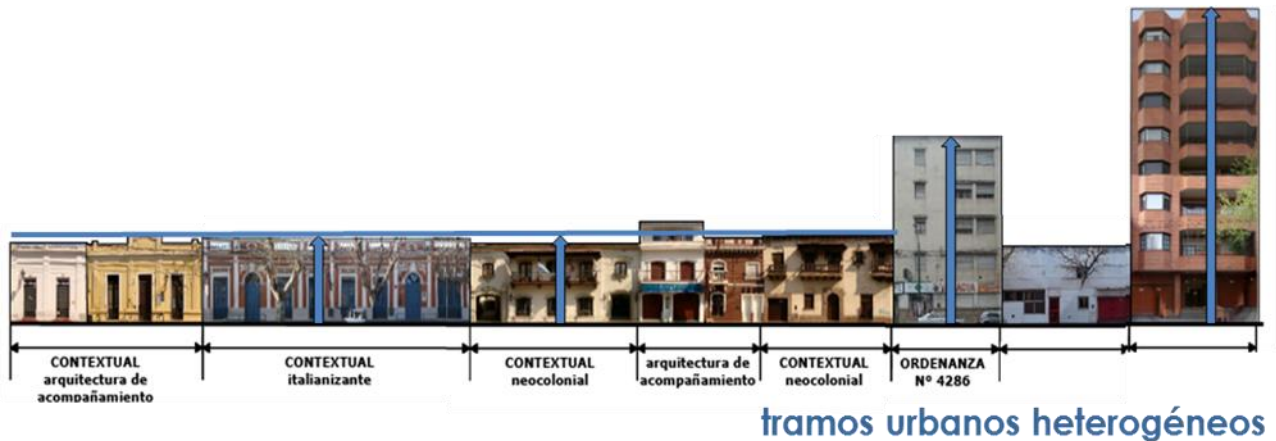 CONTEXTUAL
arquitectura de
acompañamiento
CONTEXTUAL
italianizante
CONTEXTUAL
neocolonial
arquitectura de
acompañamiento
CONTEXTUAL
neocolonial
ORDENANZA
Nº 4286
tramos urbanos heterogéneos